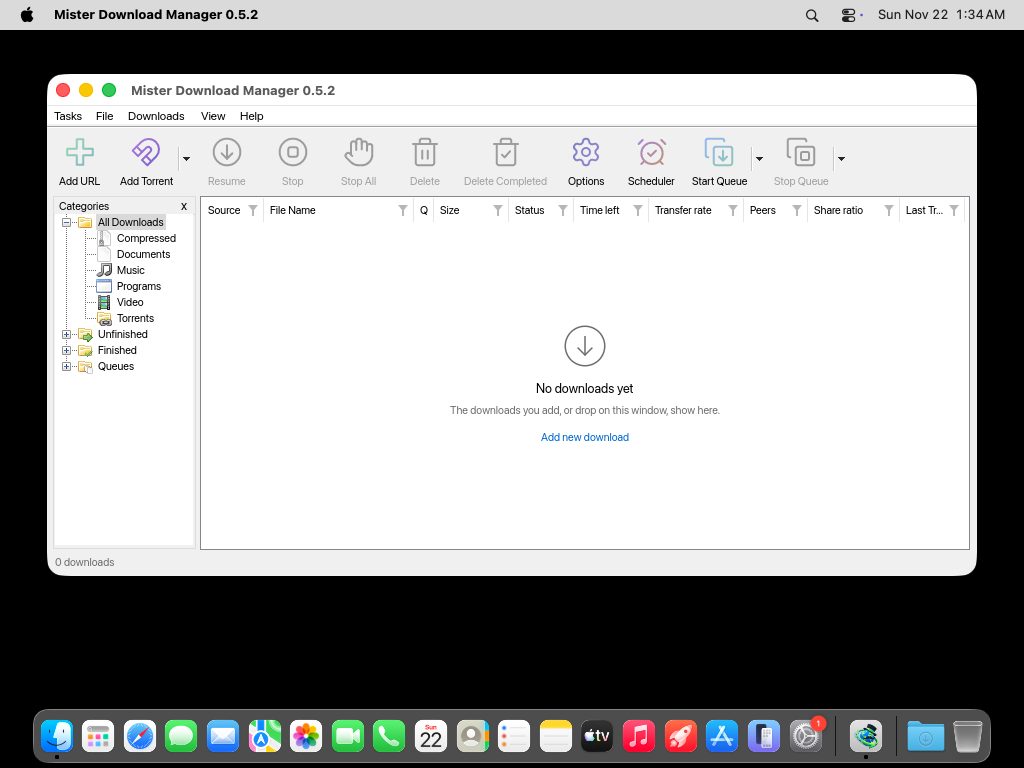 Mister Download Manager 0.5.2
Sun Nov 22 1:34 AM
Mister Download Manager 0.5.2
Tasks File Downloads View Help
Add URL Add Torrent Resume Stop Stop All Delete Delete Completed Options Scheduler Start Queue Stop Queue
Categories X
Source File Name Q Size Status Time left Transfer rate Peers Share ratio Last Tr...
All Downloads
Compressed
Documents
Music
Programs
Video
Torrents
Unfinished
Finished
Queues
No downloads yet
The downloads you add, or drop on this window, show here.
Add new download
0 downloads
Sun
22
tv
1